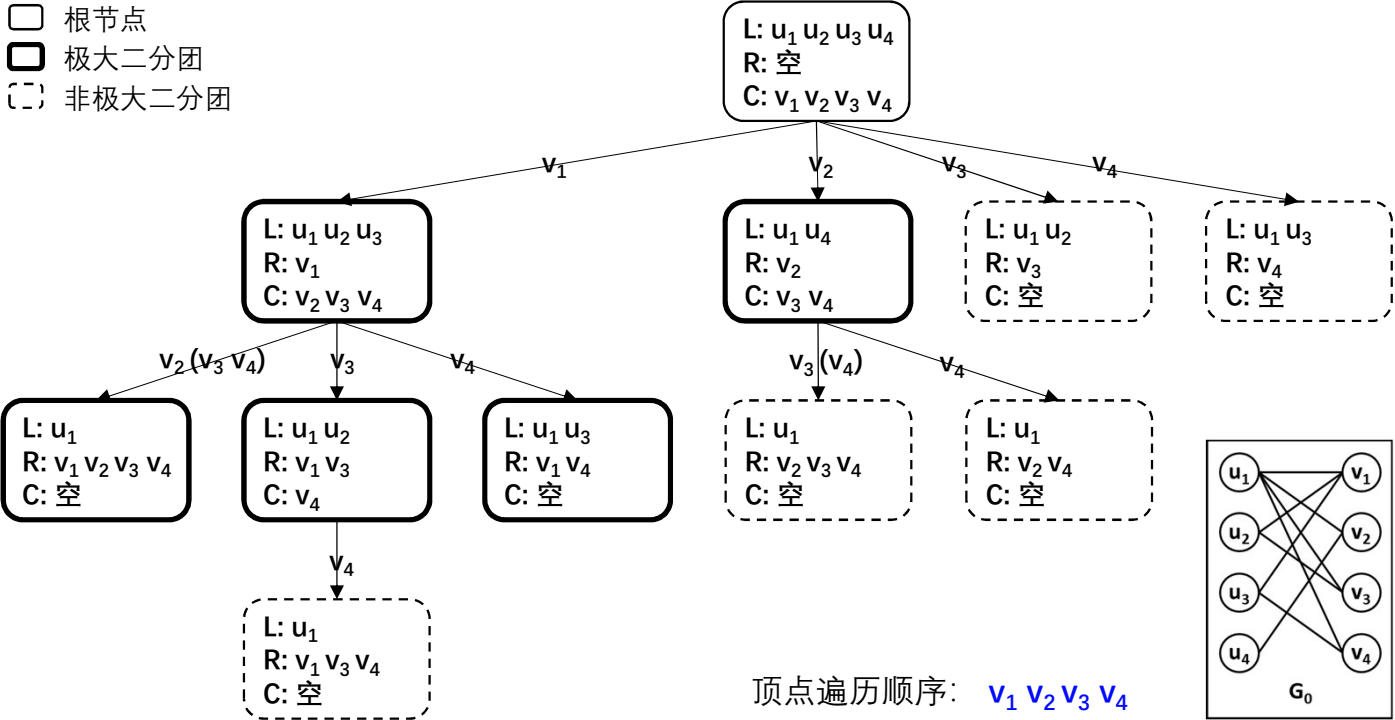 根节点
极大二分团
非极大二分团
L: u₁ u₂ u₃ u₄
R: 空
C: v₁ v₂ v₃ v₄
v₁
v₂
v₃
v₄
L: u₁ u₂ u₃
R: v₁
C: v₂ v₃ v₄
L: u₁ u₄
R: v₂
C: v₃ v₄
L: u₁ u₂
R: v₃
C: 空
L: u₁ u₃
R: v₄
C: 空
v₂ (v₃ v₄)
v₃
v₄
v₃ (v₄)
v₄
L: u₁
R: v₁ v₂ v₃ v₄
C: 空
L: u₁ u₂
R: v₁ v₃
C: v₄
L: u₁ u₃
R: v₁ v₄
C: 空
L: u₁
R: v₂ v₃ v₄
C: 空
L: u₁
R: v₂ v₄
C: 空
v₄
L: u₁
R: v₁ v₃ v₄
C: 空
u₁ v₁
u₂ v₂
u₃ v₃
u₄ v₄
G₀
顶点遍历顺序: v₁ v₂ v₃ v₄